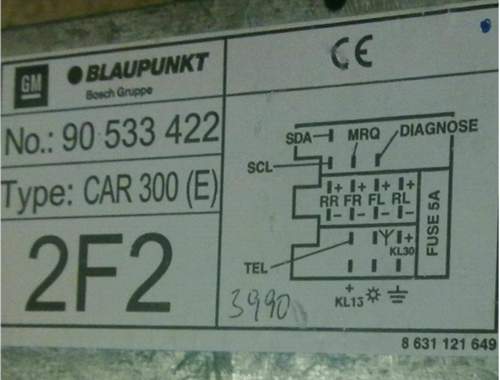 GM
BLAUPUNKT
Bosch Gruppe
No.: 90 533 422
Type: CAR 300 (E)
2F2
CE
SDA MRQ DIAGNOSE
SCL
+ + + +
RR FR FL RL
- - - -
FUSE 5A
+
KL30
TEL
+
KL15
3990
8 631 121 649